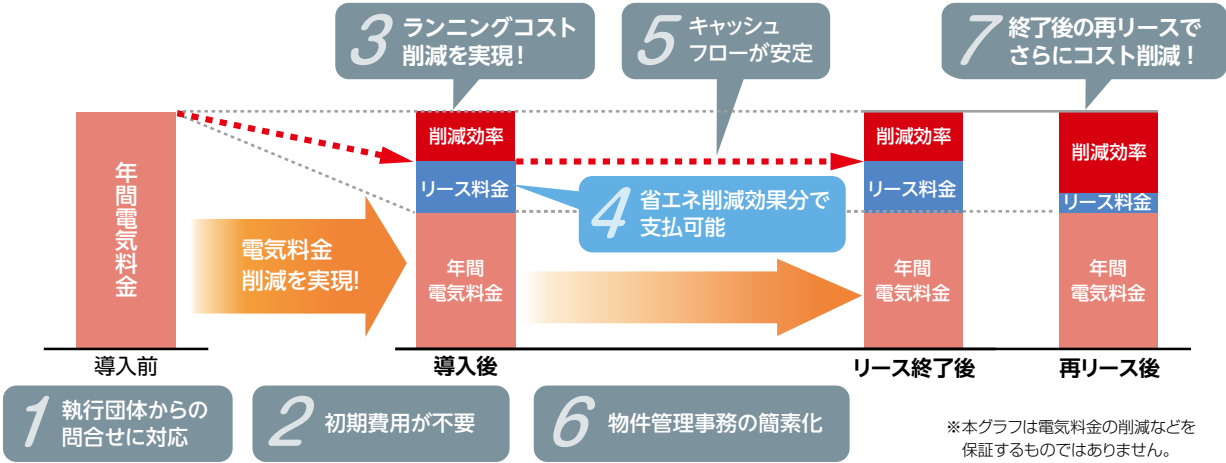 3 ランニングコスト
削減を実現！
5 キャッシュ
フローが安定
7 終了後の再リースで
さらにコスト削減！
年間電気料金
電気料金
削減を実現!
削減効率
リース料金
年間
電気料金
4 省エネ削減効果分で
支払可能
削減効率
リース料金
年間
電気料金
削減効率
リース料金
年間
電気料金
導入前
導入後
リース終了後
再リース後
1 執行団体からの
問合せに対応
2 初期費用が不要
6 物件管理事務の簡素化
※本グラフは電気料金の削減などを
保証するものではありません。